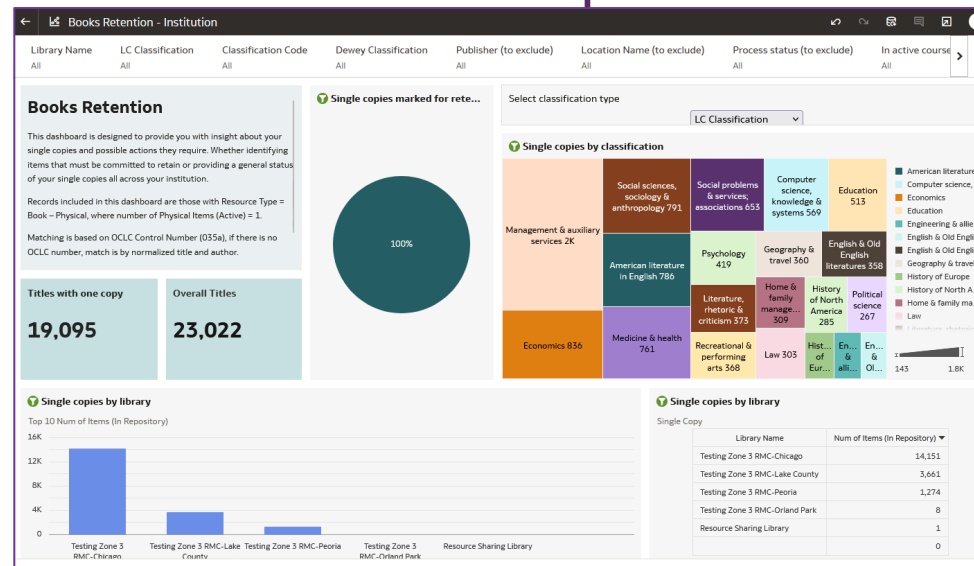 Books Retention - Institution
Library Name
All
LC Classification
All
Classification Code
All
Dewey Classification
All
Publisher (to exclude)
All
Location Name (to exclude)
All
Process status (to exclude)
All
In active course
All
Books Retention
This dashboard is designed to provide you with insight about your
single copies and possible actions they require. Whether identifying
items that must be committed to retain or providing a general status
of your single copies all across your institution.
Records included in this dashboard are those with Resource Type =
Book – Physical, where number of Physical Items (Active) = 1.
Matching is based on OCLC Control Number (035a), if there is no
OCLC number, match is by normalized title and author.
Titles with one copy
19,095
Overall Titles
23,022
Single copies marked for rete...
100%
Select classification type
LC Classification
Single copies by classification
Management & auxiliary
services 2K
Economics 836
Social sciences,
sociology &
anthropology 791
American literature
in English 786
Medicine & health
761
Social problems
& services;
associations 653
Computer
science,
knowledge &
systems 569
Education
513
Psychology
419
Geography &
travel 360
English & Old
English
literatures 358
Literature,
rhetoric &
criticism 373
Home &
family
manage...
309
History
of North
America
285
Political
science
267
Recreational &
performing
arts 368
Law 303
Hist...
of
Eur...
En...
&
alli...
En...
&
Ol...
American literature
Computer science,
Economics
Education
Engineering & allie
English & Old Engli
English & Old Engli
Geography & travel
History of Europe
History of North A
Home & family ma
Law
143
1.8K
Single copies by library
Top 10 Num of Items (In Repository)
16K
12K
8K
4K
0
Testing Zone 3
RMC-Chicago
Testing Zone 3 RMC-Lake
County
Testing Zone 3 RMC-Peoria
Testing Zone 3
RMC-Orland Park
Resource Sharing Library
Single copies by library
Single Copy
Library Name
Num of Items (In Repository)
Testing Zone 3 RMC-Chicago
14,151
Testing Zone 3 RMC-Lake County
3,661
Testing Zone 3 RMC-Peoria
1,274
Testing Zone 3 RMC-Orland Park
8
Resource Sharing Library
1
0